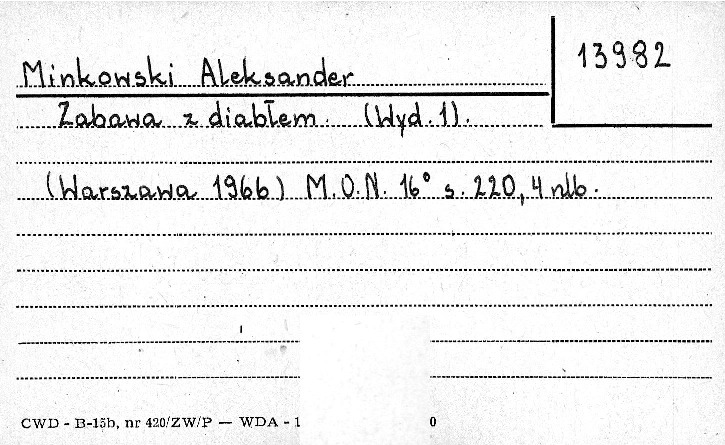 13982
Minkowski Aleksander
Zabawa z diabłem. (Wyd. 1).
(Warszawa 1966) M.O.N. 16° s. 220, 4 nlb.
CWD - B-15b, nr 420/ZW/P — WDA - 1 0